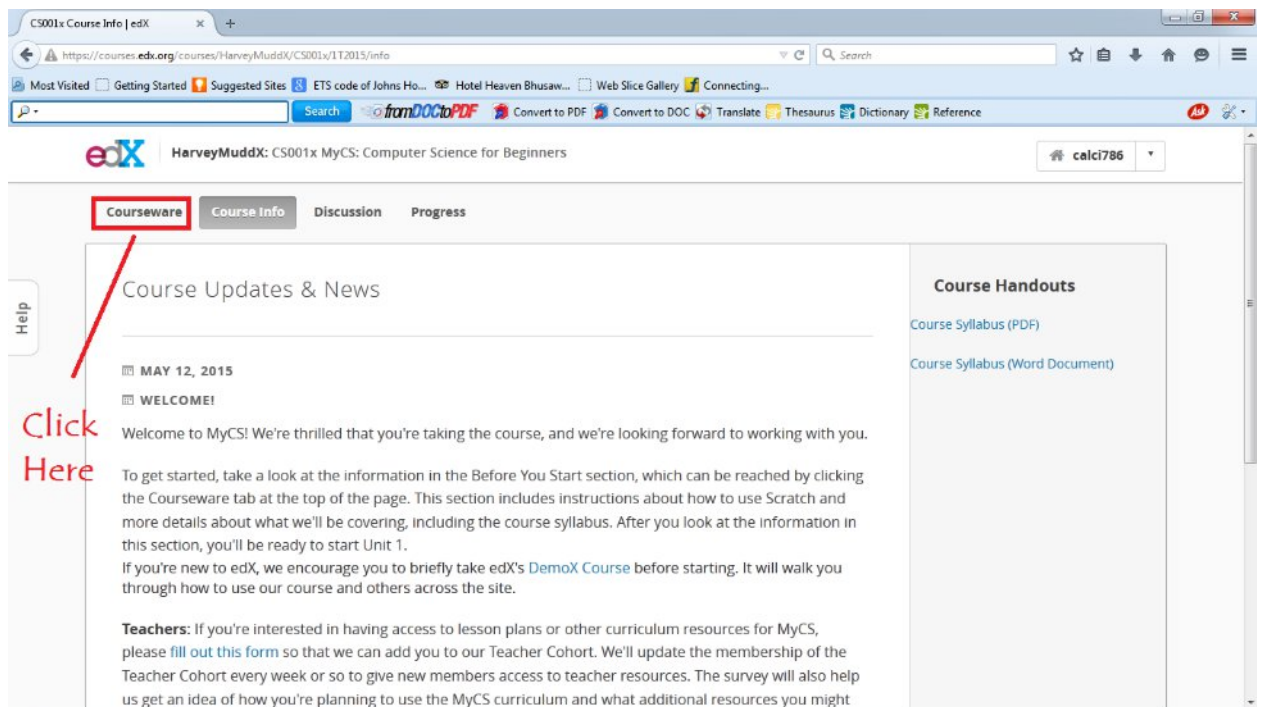 CS001x Course Info | edX
https://courses.edx.org/courses/HarveyMuddX/CS001x/1T2015/info
Search
Most Visited Getting Started Suggested Sites ETS code of Johns Ho... Hotel Heaven Bhusaw... Web Slice Gallery Connecting...
Search fromDOCtoPDF Convert to PDF Convert to DOC Translate Thesaurus Dictionary Reference Ask
edX HarveyMuddX: CS001x MyCS: Computer Science for Beginners calci786
Courseware Course Info Discussion Progress
Help
Click
Here
Course Updates & News
MAY 12, 2015
WELCOME!
Welcome to MyCS! We're thrilled that you're taking the course, and we're looking forward to working with you.
To get started, take a look at the information in the Before You Start section, which can be reached by clicking
the Courseware tab at the top of the page. This section includes instructions about how to use Scratch and
more details about what we'll be covering, including the course syllabus. After you look at the information in
this section, you'll be ready to start Unit 1.
If you're new to edX, we encourage you to briefly take edX's DemoX Course before starting. It will walk you
through how to use our course and others across the site.
Teachers: If you're interested in having access to lesson plans or other curriculum resources for MyCS,
please fill out this form so that we can add you to our Teacher Cohort. We'll update the membership of the
Teacher Cohort every week or so to give new members access to teacher resources. The survey will also help
us get an idea of how you're planning to use the MyCS curriculum and what additional resources you might
Course Handouts
Course Syllabus (PDF)
Course Syllabus (Word Document)